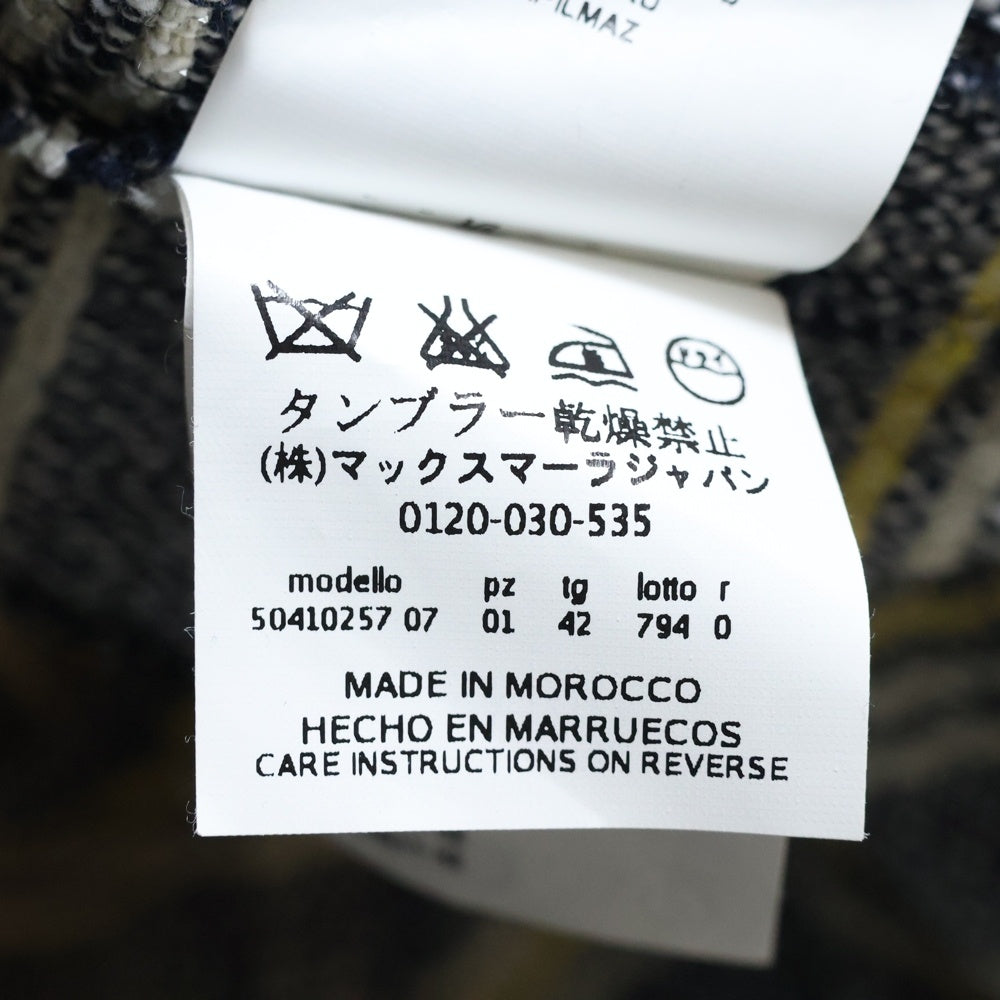 タンブラー乾燥禁止
(株)マックスマーラジャパン
0120-030-535
modello pz tg lotto r
50410257 07 01 42 794 0
MADE IN MOROCCO
HECHO EN MARRUECOS
CARE INSTRUCTIONS ON REVERSE